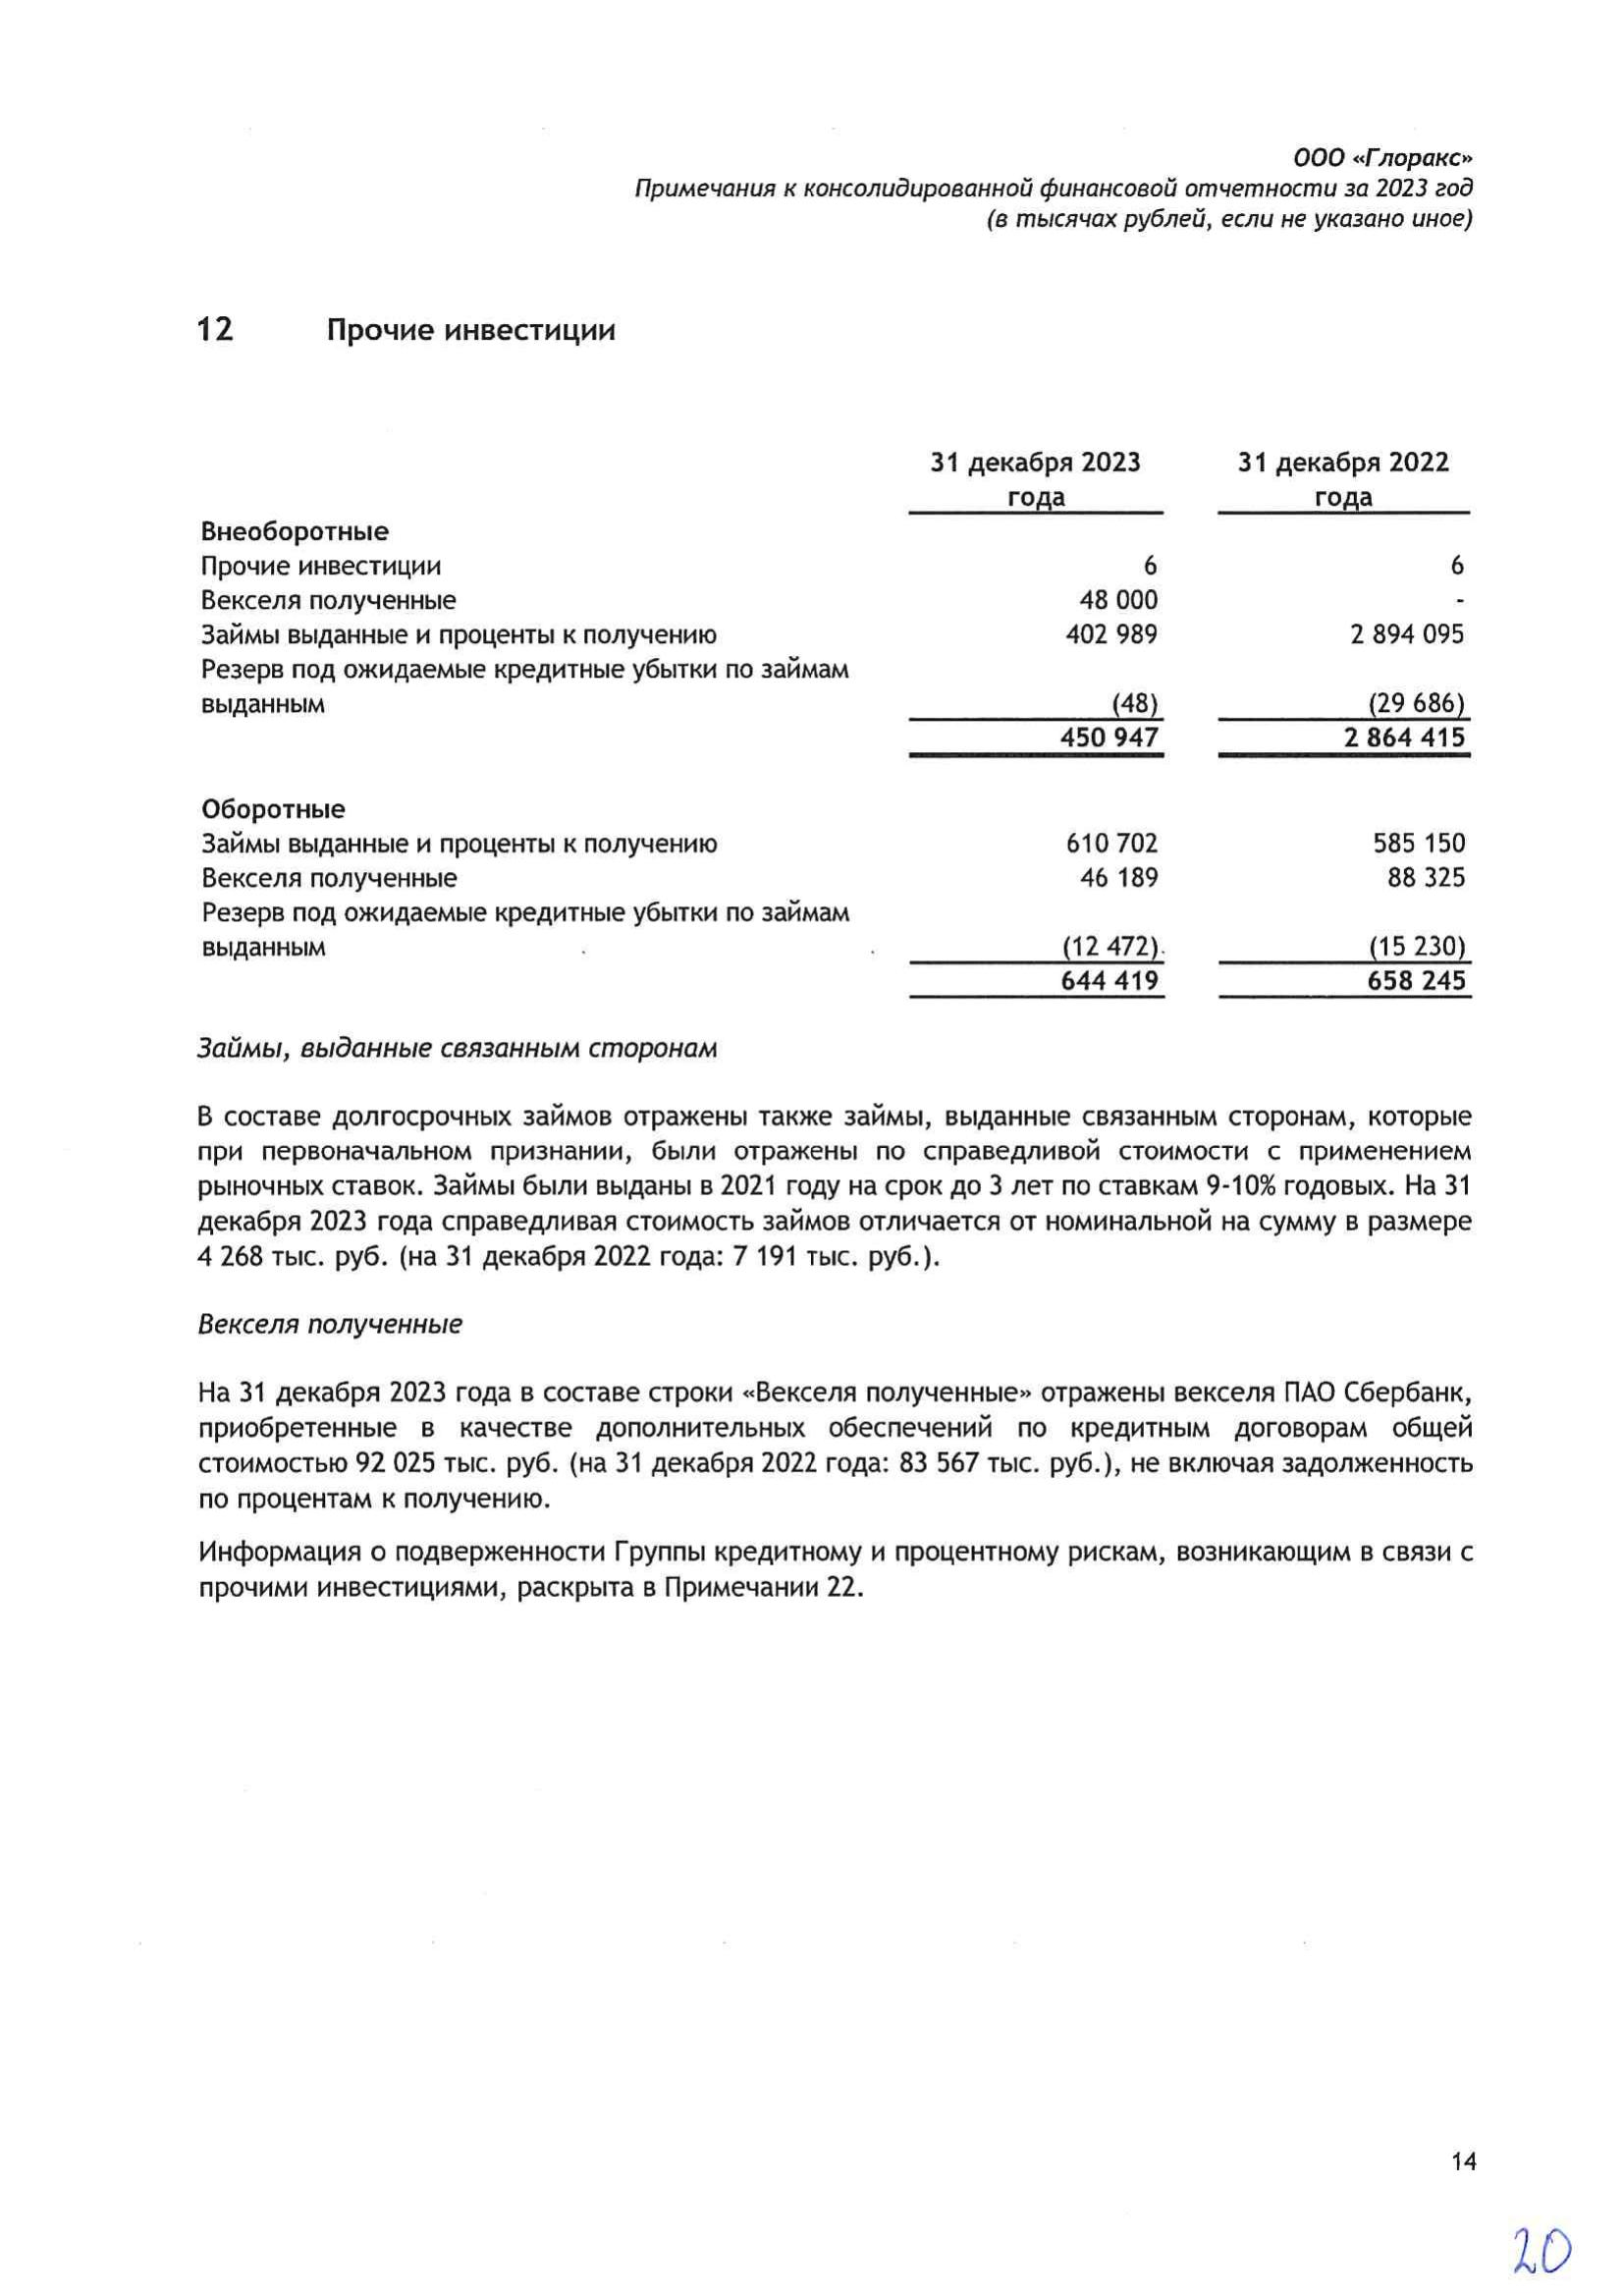 ООО «Глоракс»
Примечания к консолидированной финансовой отчетности за 2023 год
(в тысячах рублей, если не указано иное)
12 Прочие инвестиции
31 декабря 2023 31 декабря 2022
года года
Внеоборотные
Прочие инвестиции 6 6
Векселя полученные 48 000 -
Займы выданные и проценты к получению 402 989 2 894 095
Резерв под ожидаемые кредитные убытки по займам
выданным (48) (29 686)
450 947 2 864 415
Оборотные
Займы выданные и проценты к получению 610 702 585 150
Векселя полученные 46 189 88 325
Резерв под ожидаемые кредитные убытки по займам
выданным (12 472) (15 230)
644 419 658 245
Займы, выданные связанным сторонам
В составе долгосрочных займов отражены также займы, выданные связанным сторонам, которые
при первоначальном признании, были отражены по справедливой стоимости с применением
рыночных ставок. Займы были выданы в 2021 году на срок до 3 лет по ставкам 9-10% годовых. На 31
декабря 2023 года справедливая стоимость займов отличается от номинальной на сумму в размере
4 268 тыс. руб. (на 31 декабря 2022 года: 7 191 тыс. руб.).
Векселя полученные
На 31 декабря 2023 года в составе строки «Векселя полученные» отражены векселя ПАО Сбербанк,
приобретенные в качестве дополнительных обеспечений по кредитным договорам общей
стоимостью 92 025 тыс. руб. (на 31 декабря 2022 года: 83 567 тыс. руб.), не включая задолженность
по процентам к получению.
Информация о подверженности Группы кредитному и процентному рискам, возникающим в связи с
прочими инвестициями, раскрыта в Примечании 22.
14
20